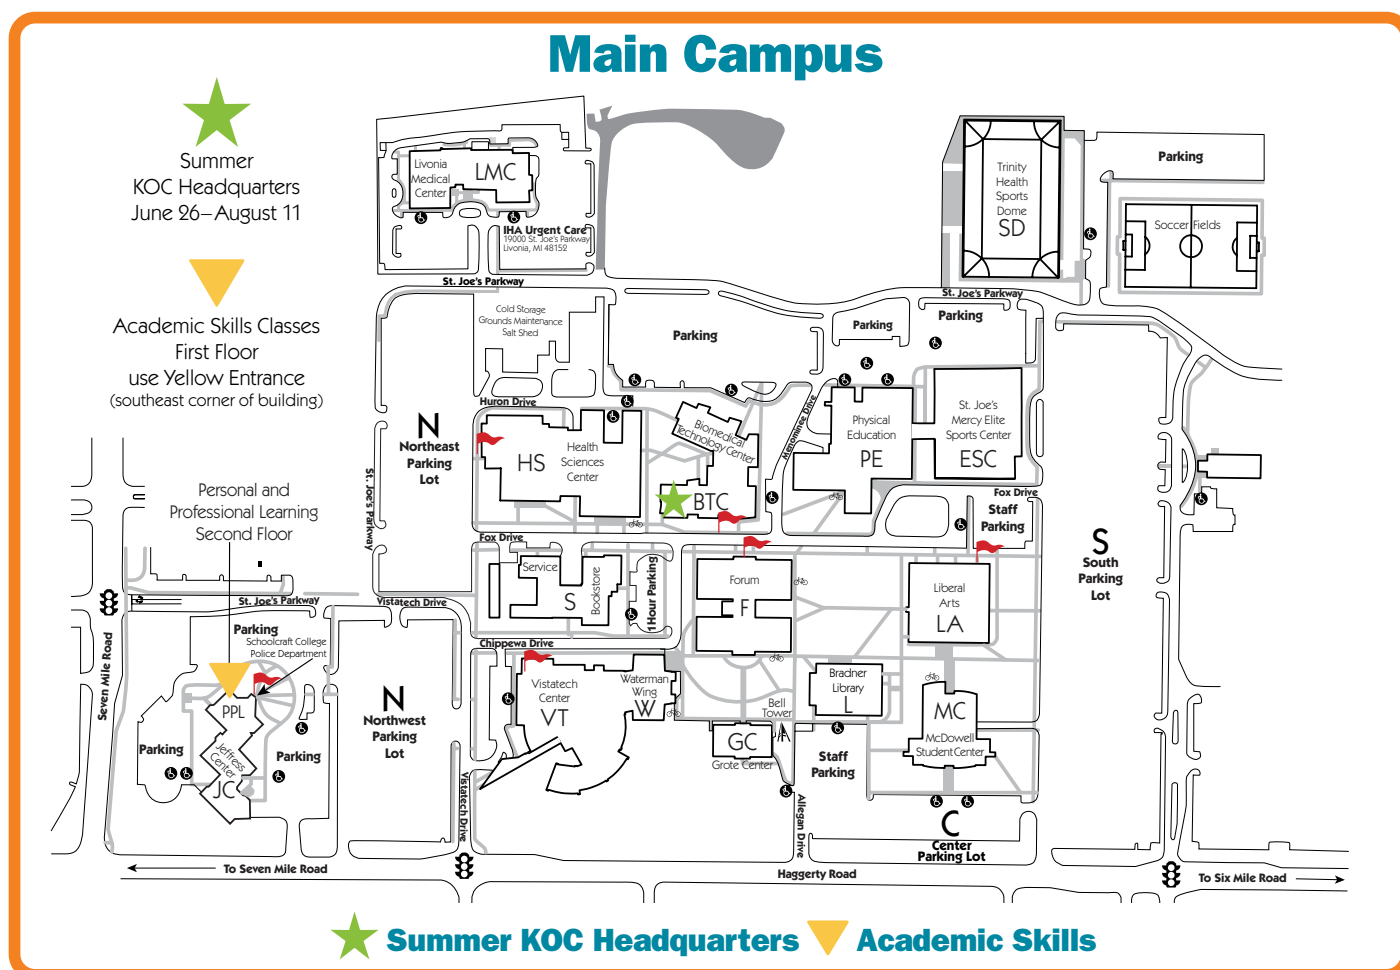 Main Campus
Summer
KOC Headquarters
June 26–August 11
Academic Skills Classes
First Floor
use Yellow Entrance
(southeast corner of building)
Personal and
Professional Learning
Second Floor
Livonia
Medical
Center
LMC
IHA Urgent Care
19000 St. Joe's Parkway
Livonia, MI 48152
St. Joe's Parkway
Trinity
Health
Sports
Dome
SD
Parking
Soccer Fields
St. Joe's Parkway
Cold Storage
Grounds Maintenance
Salt Shed
Parking
Parking
Parking
Huron Drive
N
Northeast
Parking
Lot
St. Joe's Parkway
HS
Health
Sciences
Center
Biomedical
Technology Center
BTC
Menominee Drive
Physical
Education
PE
St. Joe's
Mercy Elite
Sports Center
ESC
Fox Drive
Staff
Parking
S
South
Parking
Lot
Fox Drive
Service
S
Bookstore
1 Hour Parking
Forum
F
Liberal
Arts
LA
St. Joe's Parkway
Vistatech Drive
Seven Mile Road
Parking
Schoolcraft College
Police Department
PPL
Jeffress
Center
JC
Parking
Parking
N
Northwest
Parking
Lot
Chippewa Drive
Vistatech
Center
VT
Waterman
Wing
W
Vistatech Drive
Bell
Tower
GC
Grote Center
Bradner
Library
L
Staff
Parking
MC
McDowell
Student Center
Allegan Drive
C
Center
Parking Lot
To Seven Mile Road
Haggerty Road
To Six Mile Road
Summer KOC Headquarters
Academic Skills